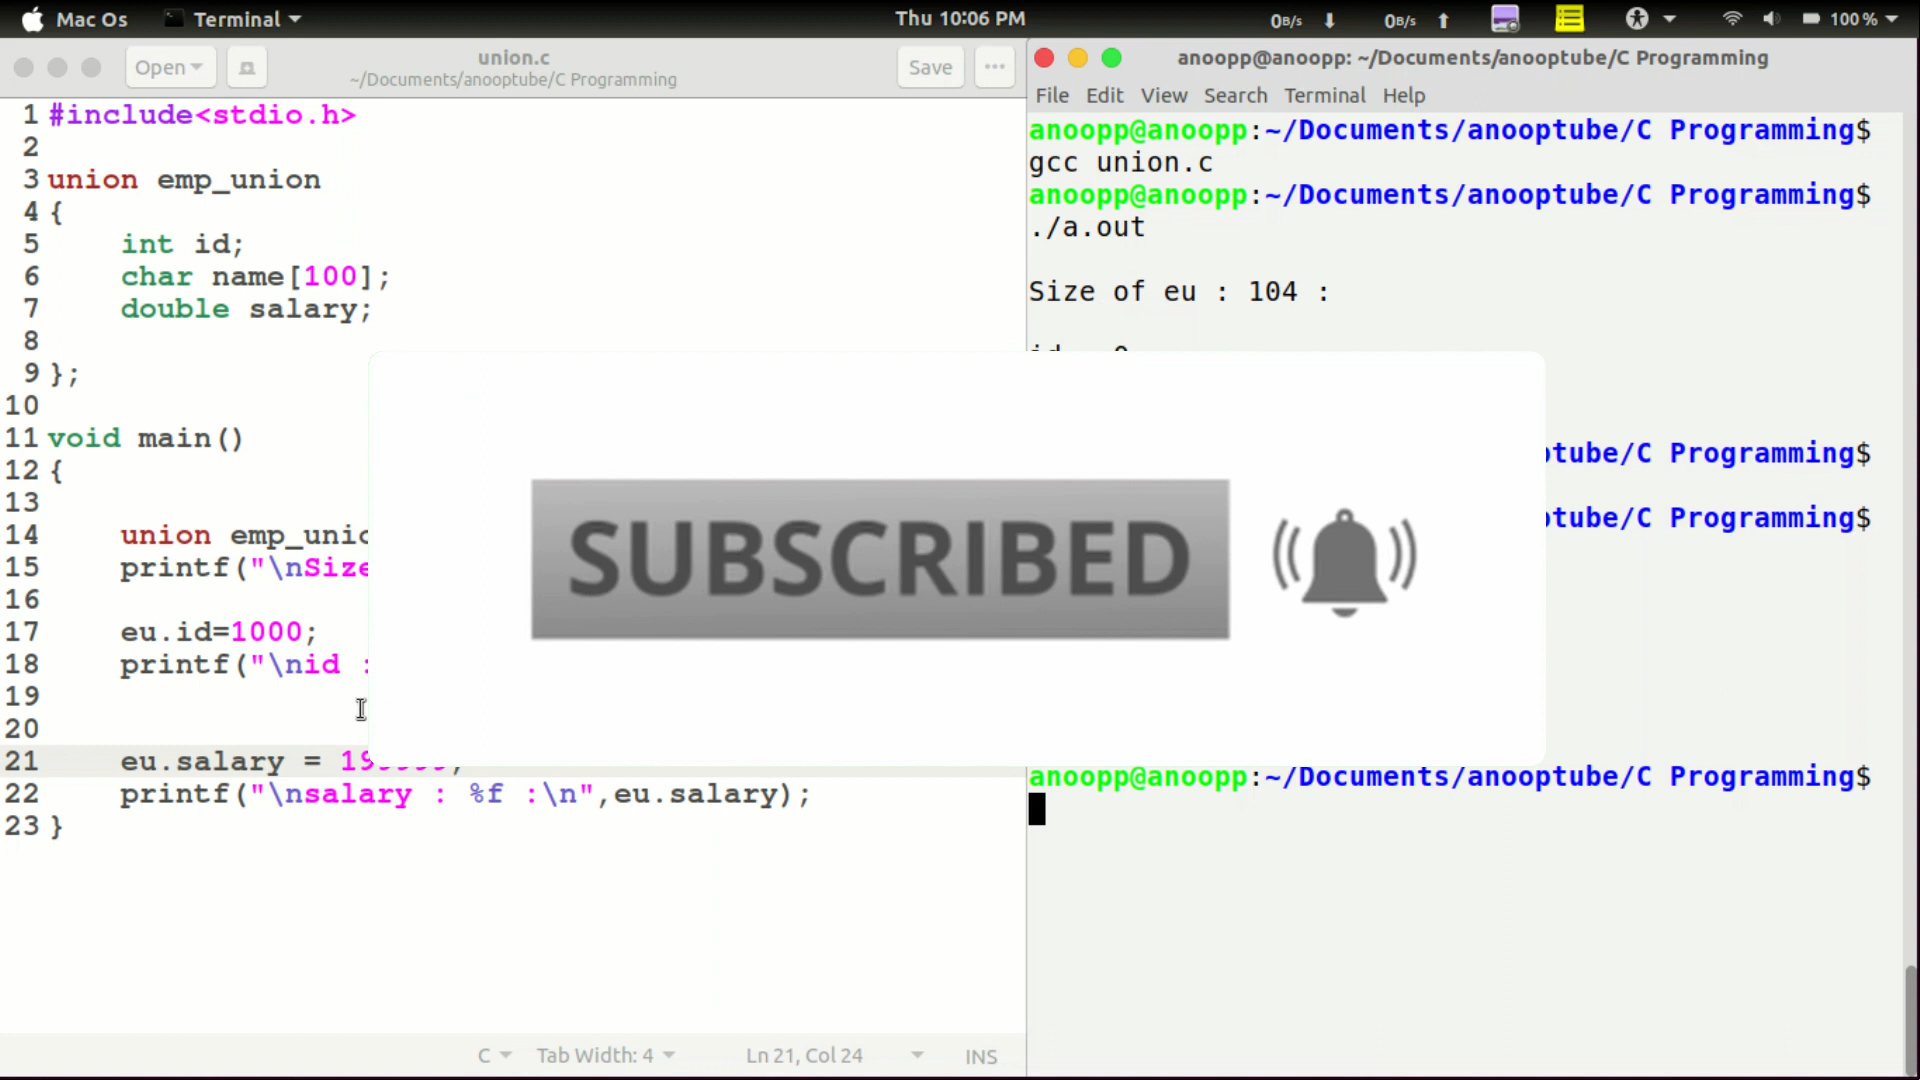 Mac Os Terminal Thu 10:06 PM 0B/s 0B/s 100 %
Open union.c Save
~/Documents/anooptube/C Programming
1 #include<stdio.h>
2
3 union emp_union
4 {
5 int id;
6 char name[100];
7 double salary;
8
9 };
10
11 void main()
12 {
13
14 union
15 printf("\nSize
16
17 eu.id=1000;
18 printf("\nid :
19
20
21 eu.salary =
22 printf("\nsalary : %f :\n",eu.salary);
23 }
C Tab Width: 4 Ln 21, Col 24 INS
anoopp@anoopp: ~/Documents/anooptube/C Programming
File Edit View Search Terminal Help
anoopp@anoopp:~/Documents/anooptube/C Programming$
gcc union.c
anoopp@anoopp:~/Documents/anooptube/C Programming$
./a.out
Size of eu : 104 :
tube/C Programming$
tube/C Programming$
anoopp@anoopp:~/Documents/anooptube/C Programming$
SUBSCRIBED